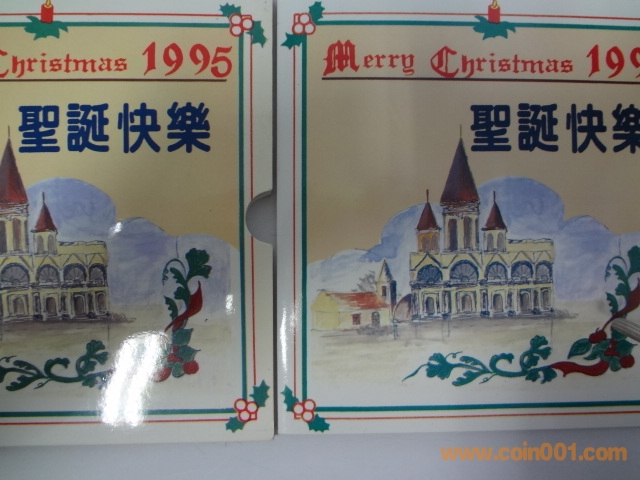 Christmas 1995
聖誕快樂
Merry Christmas 199
聖誕快樂
www.coin001.com